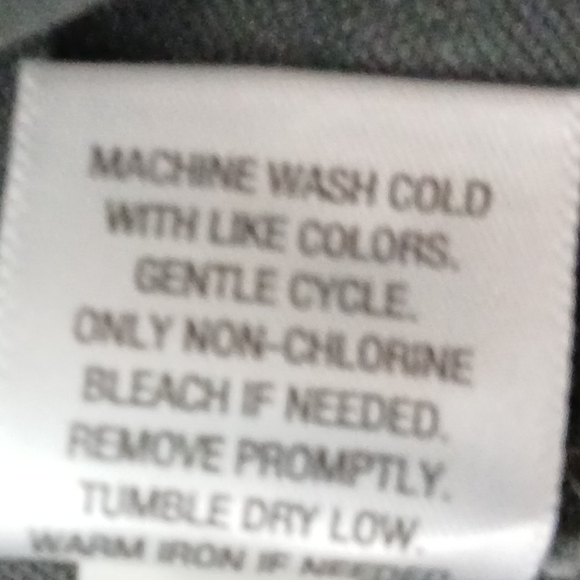 MACHINE WASH COLD
WITH LIKE COLORS.
GENTLE CYCLE.
ONLY NON-CHLORINE
BLEACH IF NEEDED.
REMOVE PROMPTLY.
TUMBLE DRY LOW.
WARM IRON IF NEEDED